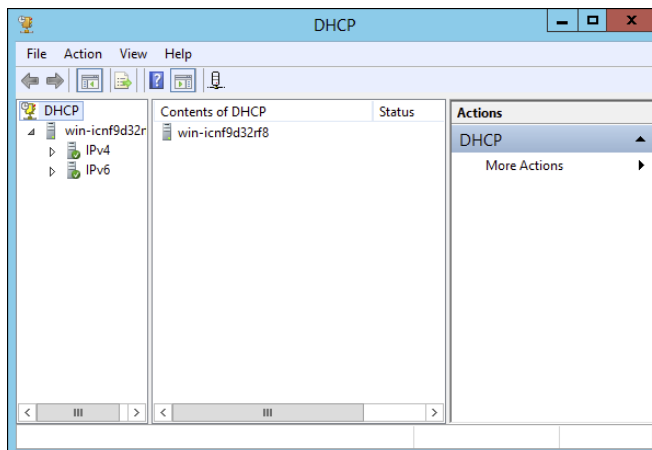 DHCP
File Action View Help
DHCP
win-icnf9d32r
IPv4
IPv6
Contents of DHCP Status
win-icnf9d32rf8
Actions
DHCP
More Actions